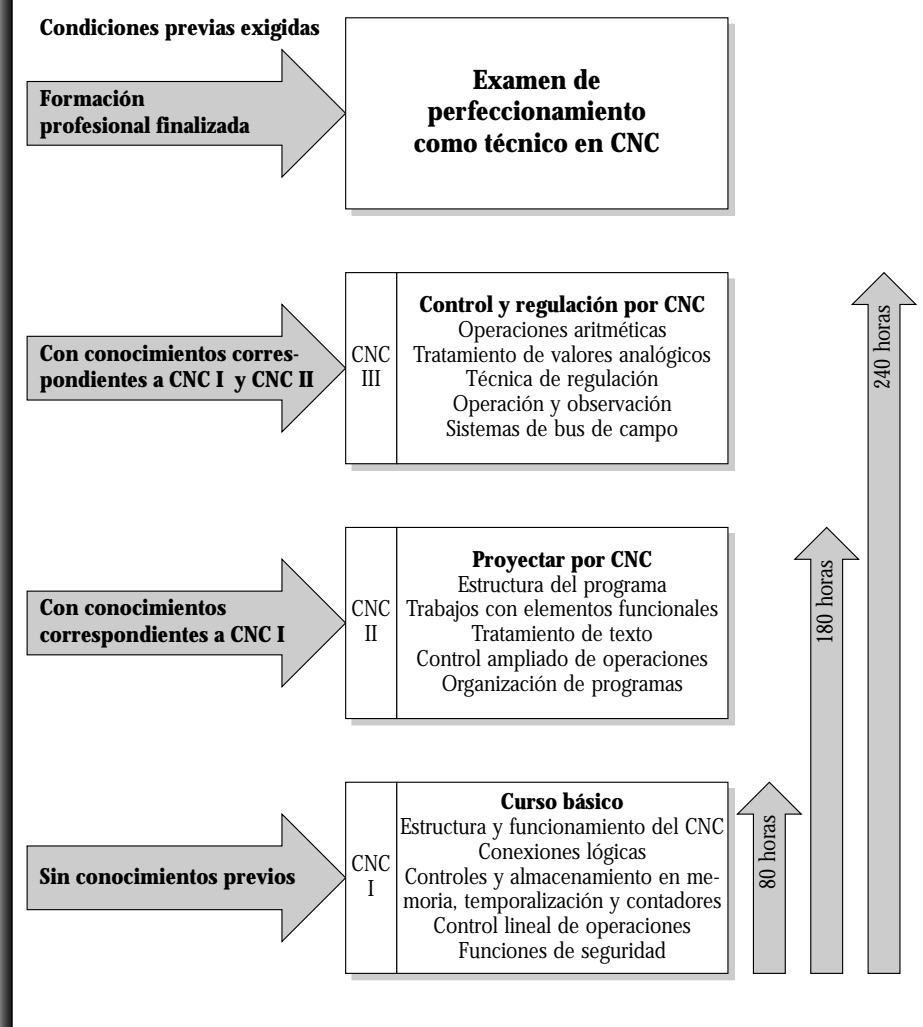 Condiciones previas exigidas
Formación
profesional finalizada
Examen de
perfeccionamiento
como técnico en CNC
Con conocimientos corres-
pondientes a CNC I y CNC II
CNC
III
Control y regulación por CNC
Operaciones aritméticas
Tratamiento de valores analógicos
Técnica de regulación
Operación y observación
Sistemas de bus de campo
240 horas
Con conocimientos
correspondientes a CNC I
CNC
II
Proyectar por CNC
Estructura del programa
Trabajos con elementos funcionales
Tratamiento de texto
Control ampliado de operaciones
Organización de programas
180 horas
Sin conocimientos previos
CNC
I
Curso básico
Estructura y funcionamiento del CNC
Conexiones lógicas
Controles y almacenamiento en me-
moria, temporalización y contadores
Control lineal de operaciones
Funciones de seguridad
80 horas